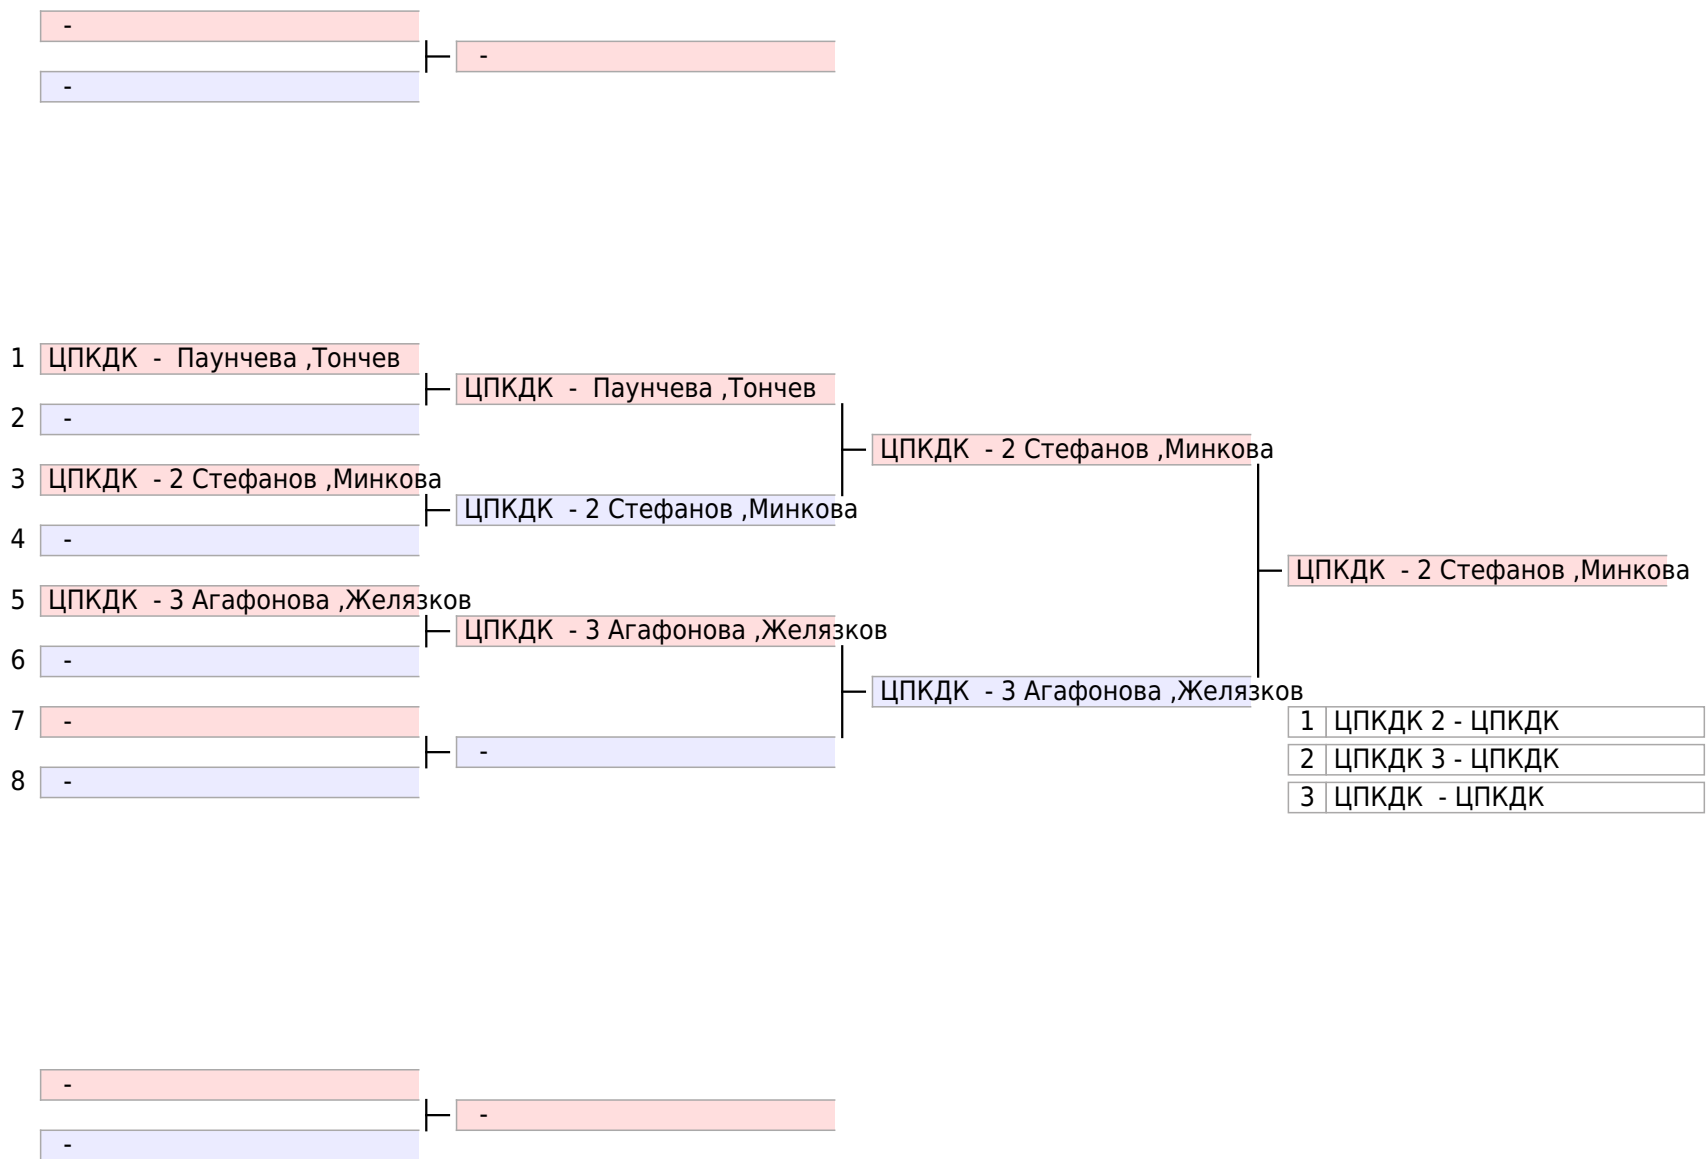 -
-
-
1 ЦПКДК - Паунчева ,Тончев
ЦПКДК - Паунчева ,Тончев
2 -
ЦПКДК - 2 Стефанов ,Минкова
3 ЦПКДК - 2 Стефанов ,Минкова
ЦПКДК - 2 Стефанов ,Минкова
4 -
ЦПКДК - 2 Стефанов ,Минкова
5 ЦПКДК - 3 Агафонова ,Желязков
ЦПКДК - 3 Агафонова ,Желязков
6 -
ЦПКДК - 3 Агафонова ,Желязков
7 -
1 ЦПКДК 2 - ЦПКДК
-
2 ЦПКДК 3 - ЦПКДК
8 -
3 ЦПКДК - ЦПКДК
-
-
-